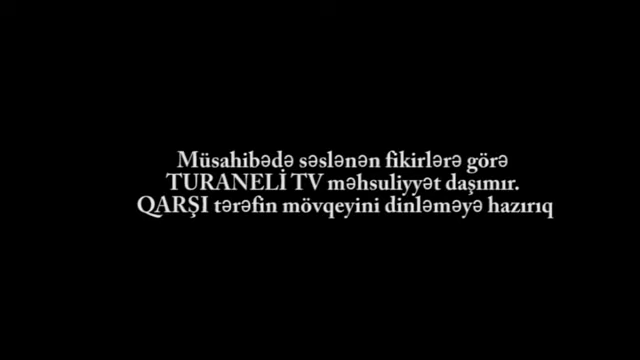 Müsahibədə səslənən fikirlərə görə
TURANELİ TV məhsuliyyət daşımır.
QARŞI tərəfin mövqeyini dinləməyə hazırıq